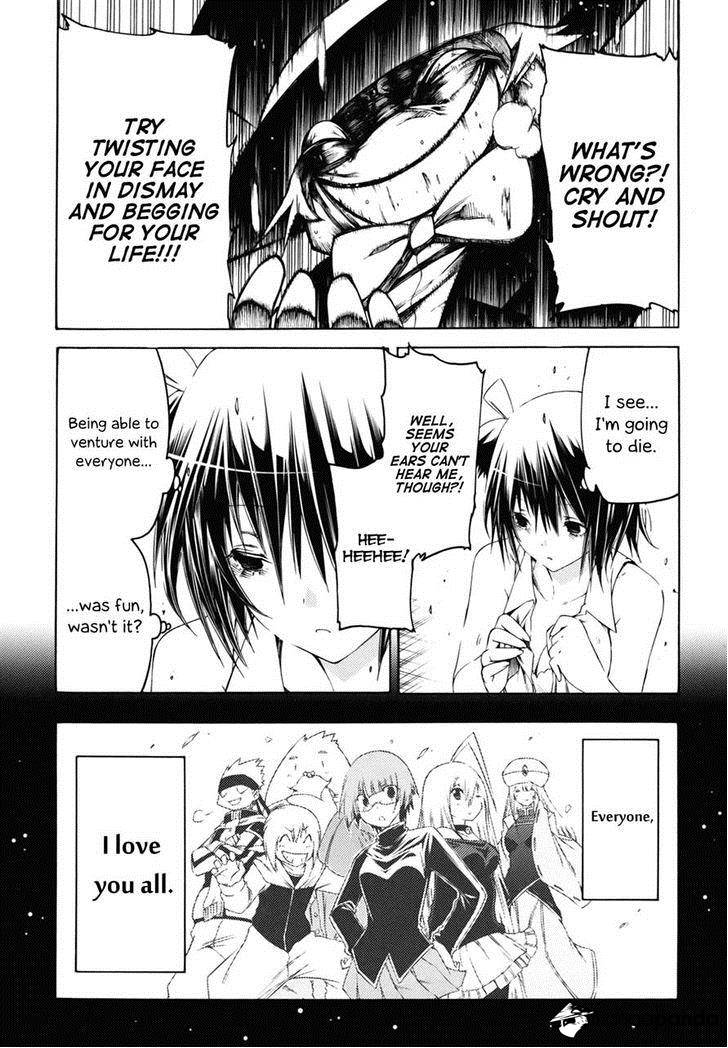 WHAT'S
WRONG?!
CRY AND
SHOUT!
TRY
TWISTING
YOUR FACE
IN DISMAY
AND BEGGING
FOR YOUR
LIFE!!!
I see...
I'm going
to die.
WELL,
SEEMS
YOUR
EARS CAN'T
HEAR ME,
THOUGH?!
HEE-
HEEHEE!
Being able to
venture with
everyone...
...was fun,
wasn't it?
Everyone,
I love
you all.